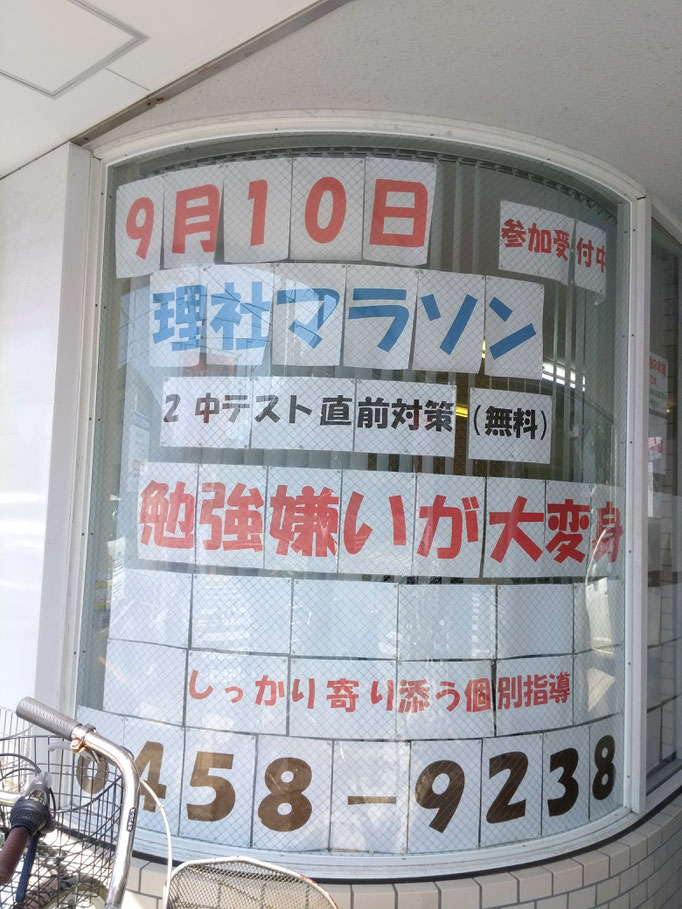 9月10日
参加受付中
理社マラソン
2中テスト直前対策(無料)
勉強嫌いが大変身
しっかり寄り添う個別指導
6458-9238